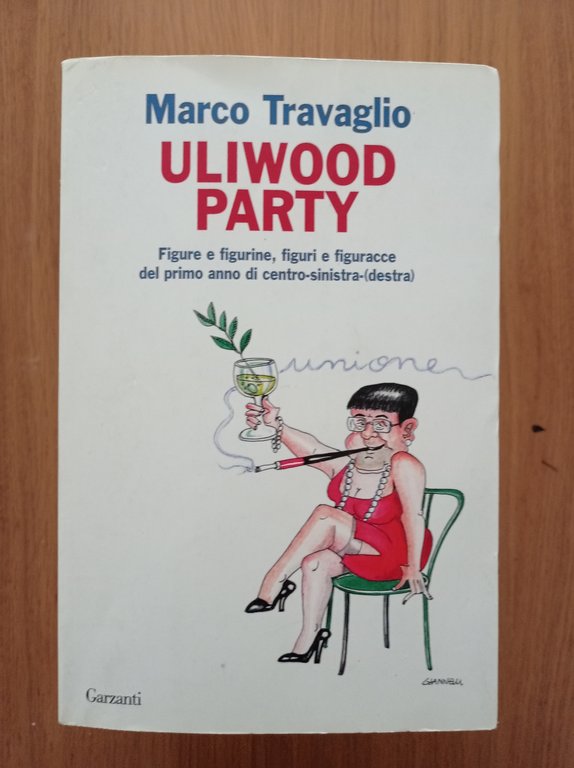 Marco Travaglio
ULIWOOD
PARTY
Figure e figurine, figuri e figuracce
del primo anno di centro-sinistra-(destra)
unione
GIANNELLI
Garzanti